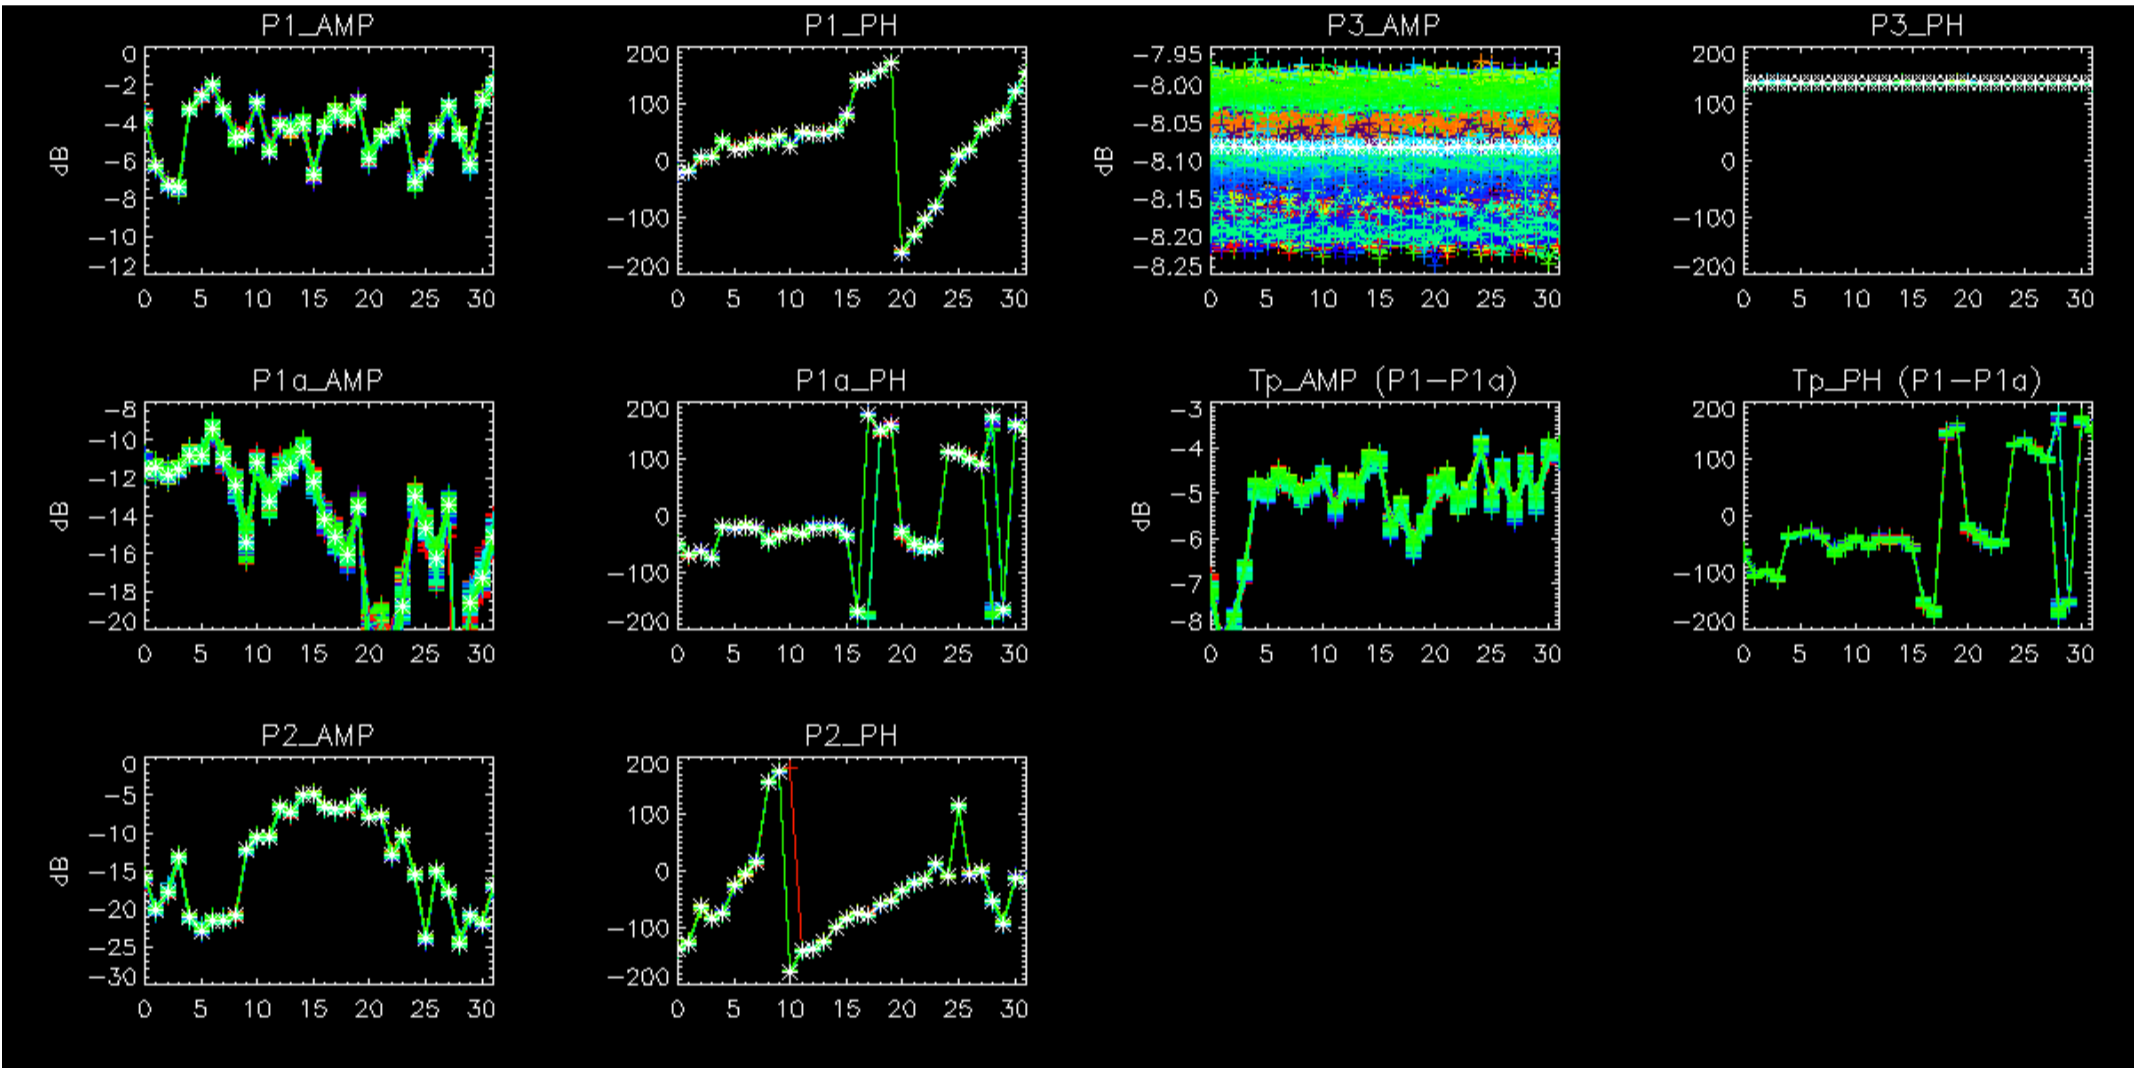 P1_AMP
P1_PH
P3_AMP
P3_PH
0
-2
-4
-6
-8
-10
-12
dB
0 5 10 15 20 25 30
200
100
0
-100
-200
0 5 10 15 20 25 30
-7.95
-8.00
-8.05
-8.10
-8.15
-8.20
-8.25
dB
0 5 10 15 20 25 30
200
100
0
-100
-200
0 5 10 15 20 25 30
P1a_AMP
P1a_PH
Tp_AMP (P1-P1a)
Tp_PH (P1-P1a)
-8
-10
-12
-14
-16
-18
-20
dB
0 5 10 15 20 25 30
200
100
0
-100
-200
0 5 10 15 20 25 30
-3
-4
-5
-6
-7
-8
dB
0 5 10 15 20 25 30
200
100
0
-100
-200
0 5 10 15 20 25 30
P2_AMP
P2_PH
0
-5
-10
-15
-20
-25
-30
dB
0 5 10 15 20 25 30
200
100
0
-100
-200
0 5 10 15 20 25 30